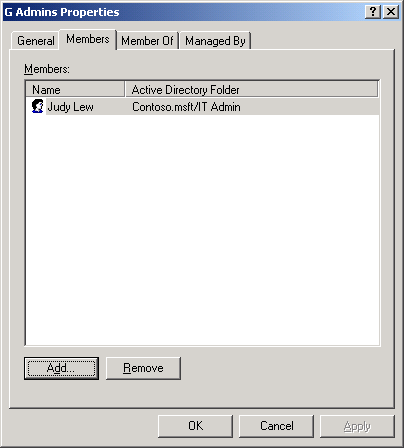 G Admins Properties
General Members Member Of Managed By
Members:
Name Active Directory Folder
Judy Lew Contoso.msft/IT Admin
Add... Remove
OK Cancel Apply